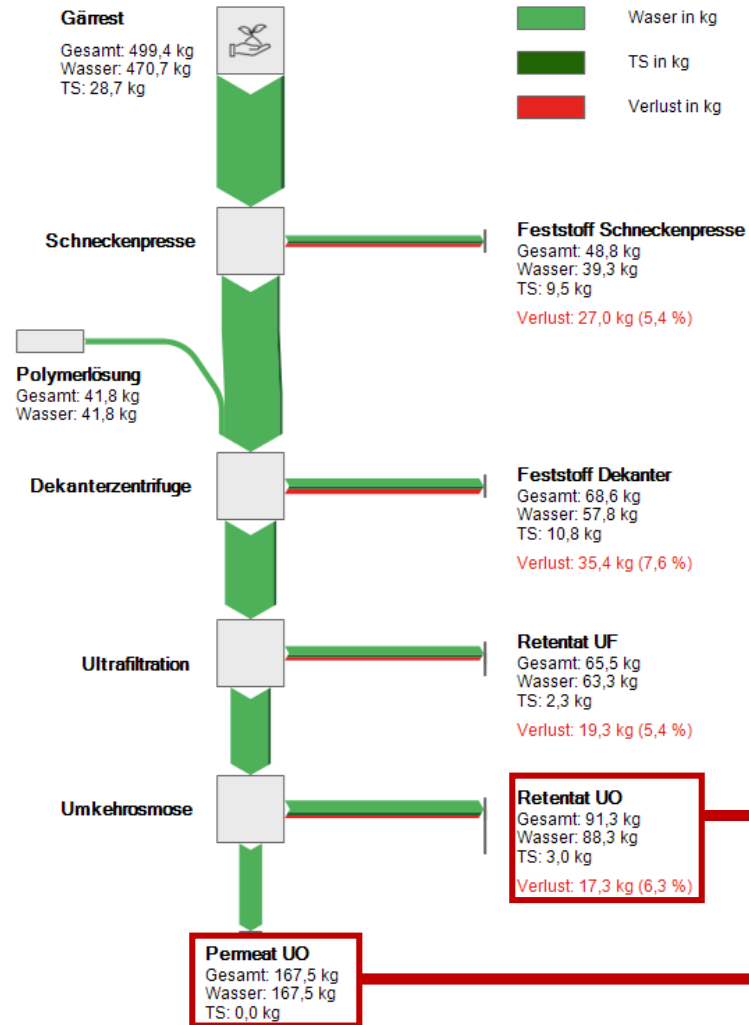 Gärrest
Gesamt: 499,4 kg
Wasser: 470,7 kg
TS: 28,7 kg
Waser in kg
TS in kg
Verlust in kg
Schneckenpresse
Feststoff Schneckenpresse
Gesamt: 48,8 kg
Wasser: 39,3 kg
TS: 9,5 kg
Verlust: 27,0 kg (5,4 %)
Polymerlösung
Gesamt: 41,8 kg
Wasser: 41,8 kg
Dekanterzentrifuge
Feststoff Dekanter
Gesamt: 68,6 kg
Wasser: 57,8 kg
TS: 10,8 kg
Verlust: 35,4 kg (7,6 %)
Ultrafiltration
Retentat UF
Gesamt: 65,5 kg
Wasser: 63,3 kg
TS: 2,3 kg
Verlust: 19,3 kg (5,4 %)
Umkehrosmose
Retentat UO
Gesamt: 91,3 kg
Wasser: 88,3 kg
TS: 3,0 kg
Verlust: 17,3 kg (6,3 %)
Permeat UO
Gesamt: 167,5 kg
Wasser: 167,5 kg
TS: 0,0 kg